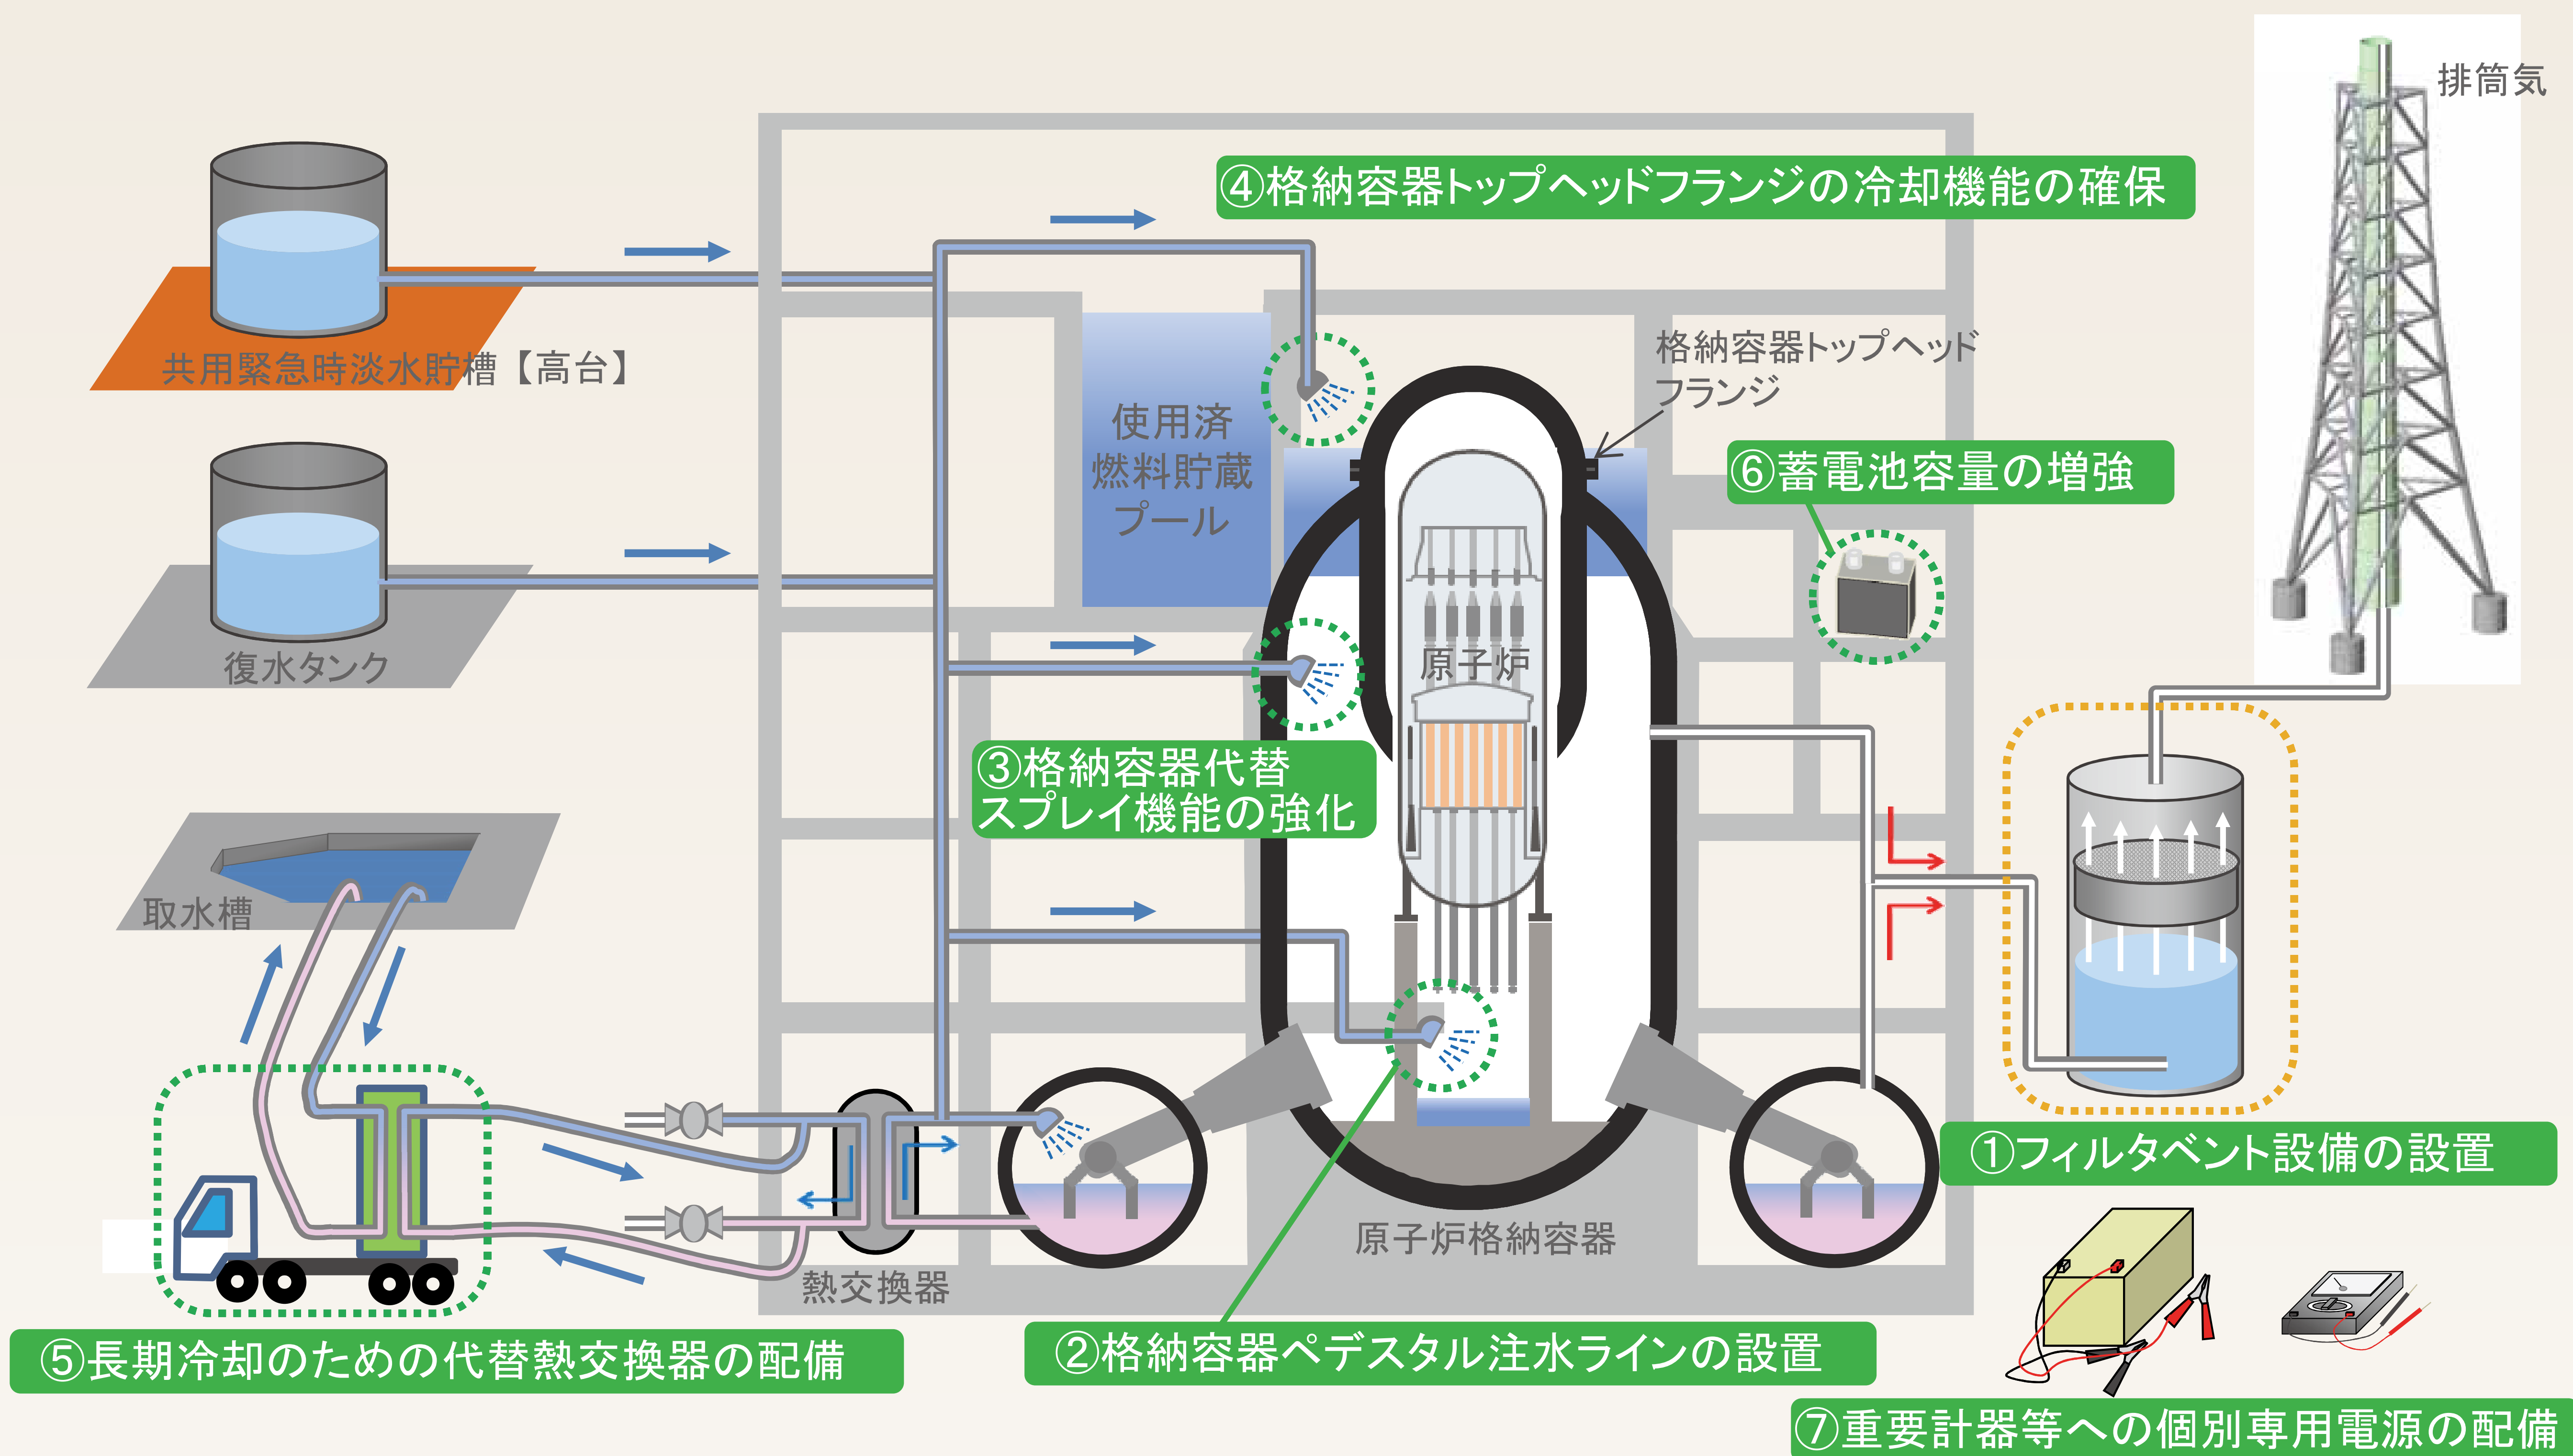 排筒気
④格納容器トップヘッドフランジの冷却機能の確保
共用緊急時淡水貯槽【高台】
格納容器トップヘッド
フランジ
使用済
燃料貯蔵
プール
⑥蓄電池容量の増強
復水タンク
原子炉
③格納容器代替
スプレイ機能の強化
取水槽
①フィルタベント設備の設置
原子炉格納容器
熱交換器
⑤長期冷却のための代替熱交換器の配備
②格納容器ペデスタル注水ラインの設置
⑦重要計器等への個別専用電源の配備